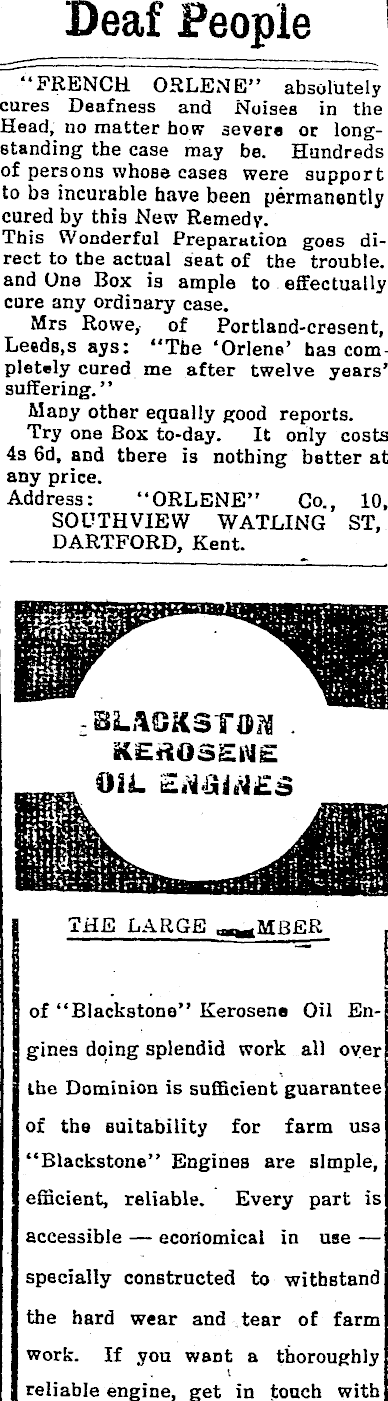 Deaf People
"FRENCH ORLENE" absolutely
cures Deafness and Noises in the
Head, no matter how severe or long-
standing the case may be. Hundreds
of persons whose cases were support
to be incurable have been permanently
cured by this New Remedy.
This Wonderful Preparation goes di-
rect to the actual seat of the trouble.
and One Box is ample to effectually
cure any ordinary case.
Mrs Rowe, of Portland-cresent,
Leeds,s ays: "The 'Orlene' has com-
pletely cured me after twelve years'
suffering."
Many other equally good reports.
Try one Box to-day. It only costs
4s 6d, and there is nothing better at
any price.
Address: "ORLENE" Co., 10,
SOUTHVIEW WATLING ST,
DARTFORD, Kent.
BLACKSTON
KEROSENE
OIL ENGINES
THE LARGE MBER
of "Blackstone" Kerosene Oil En-
gines doing splendid work all over
the Dominion is sufficient guarantee
of the suitability for farm use
"Blackstone" Engines are simple,
efficient, reliable. Every part is
accessible — economical in use —
specially constructed to withstand
the hard wear and tear of farm
work. If you want a thoroughly
reliable engine, get in touch with